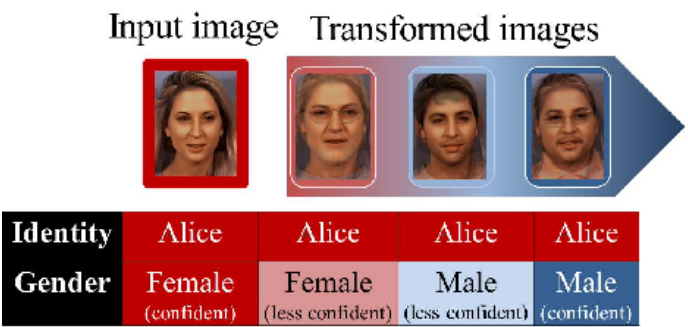 Input image Transformed images
Identity Alice Alice Alice Alice
Gender Female Female Male Male
(confident) (less confident) (less confident) (confident)